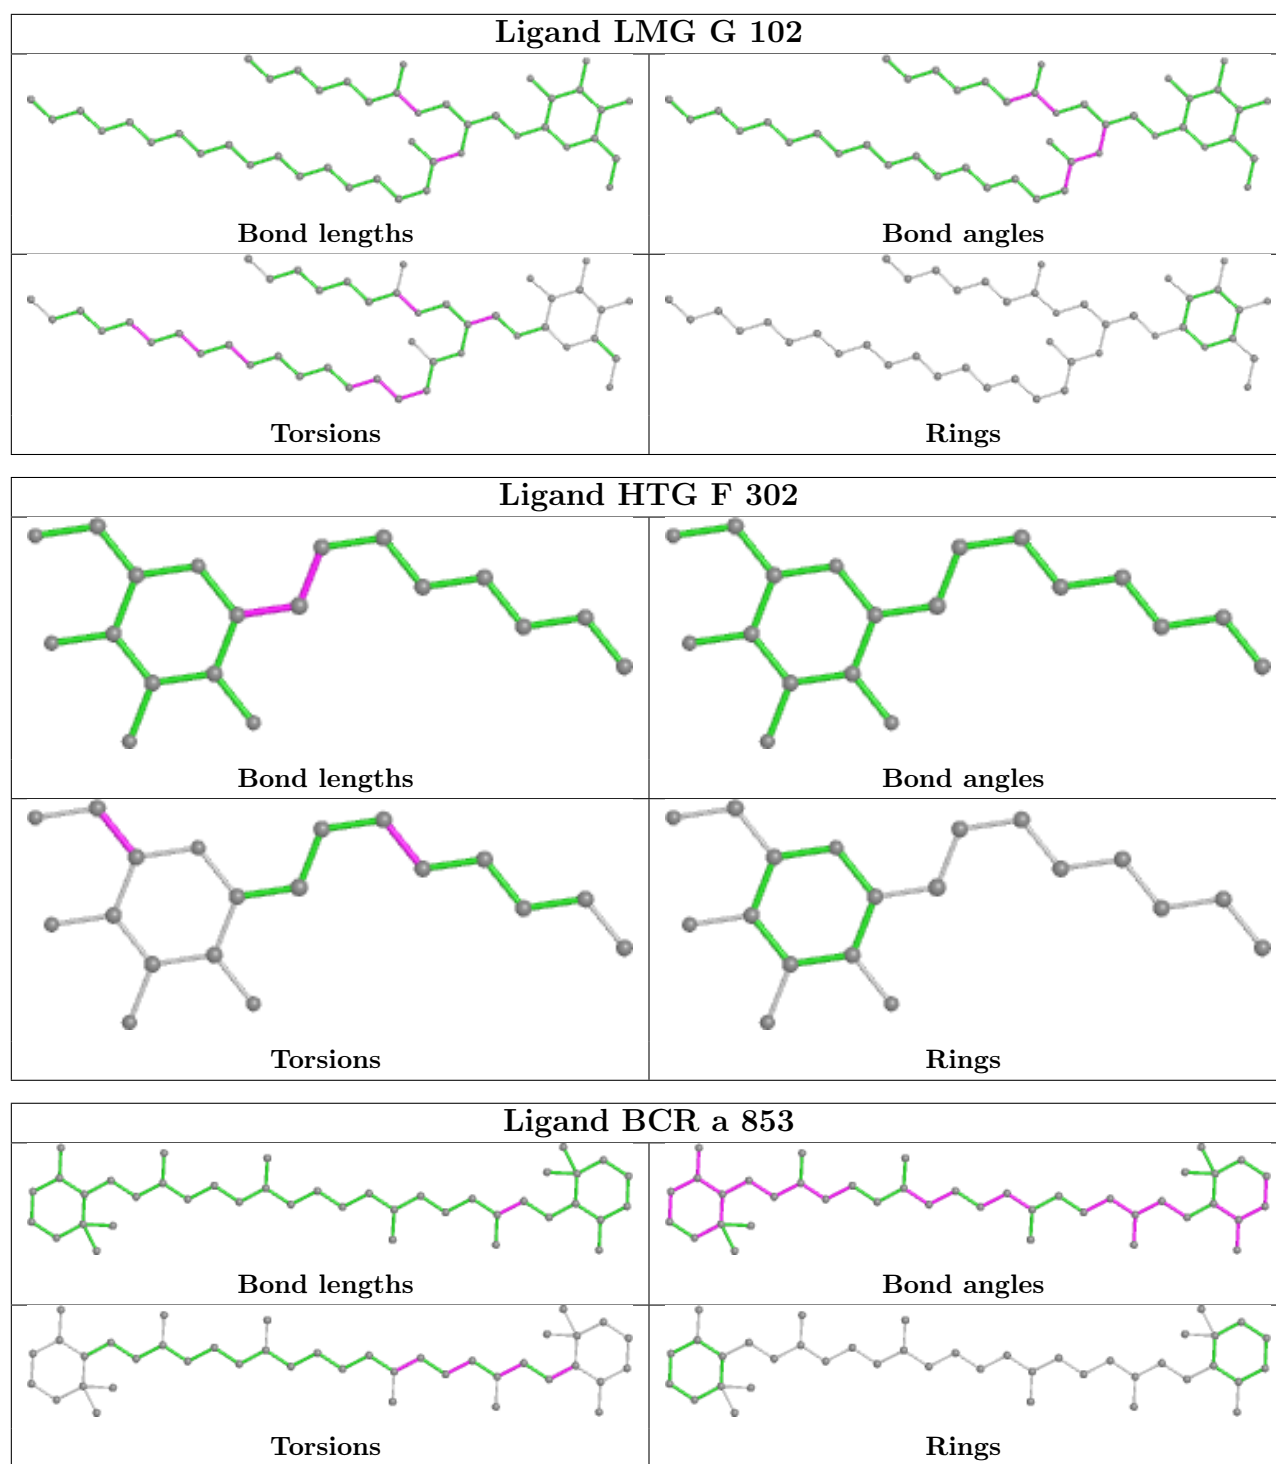 Ligand LMG G 102
Bond lengths
Bond angles
Torsions
Rings
Ligand HTG F 302
Bond lengths
Bond angles
Torsions
Rings
Ligand BCR a 853
Bond lengths
Bond angles
Torsions
Rings